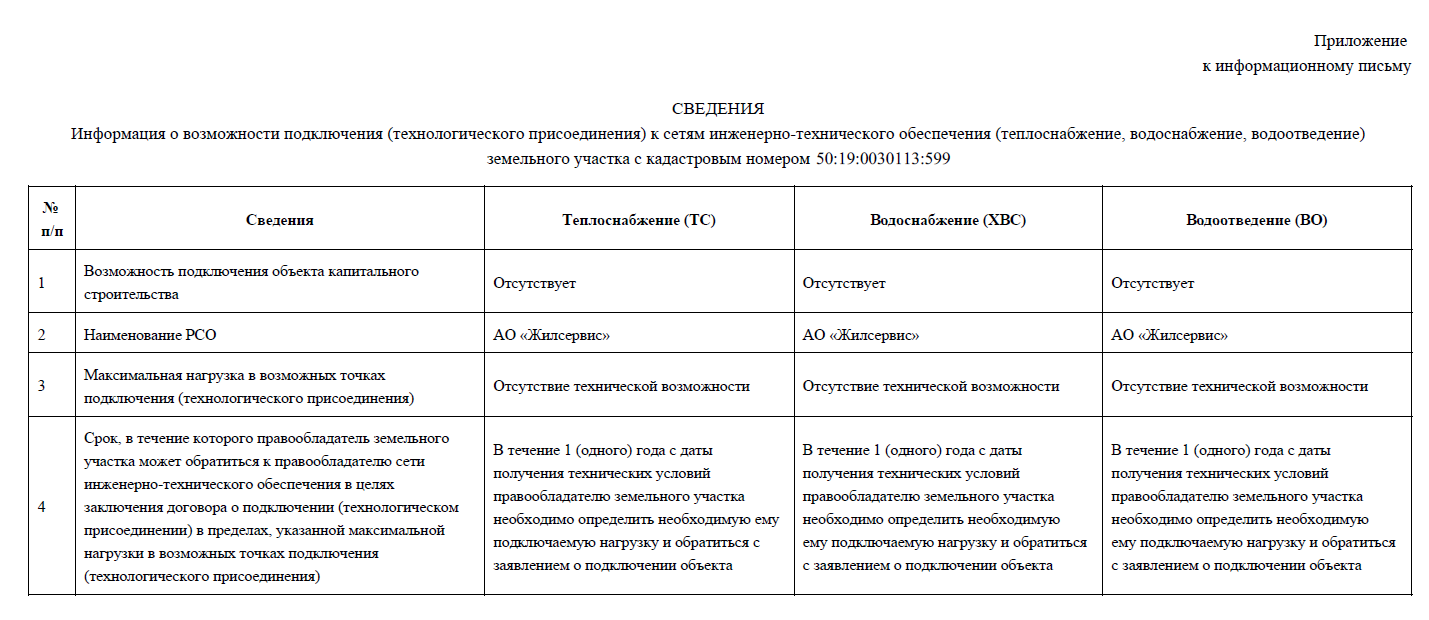 Приложение
к информационному письму
СВЕДЕНИЯ
Информация о возможности подключения (технологического присоединения) к сетям инженерно-технического обеспечения (теплоснабжение, водоснабжение, водоотведение)
земельного участка с кадастровым номером 50:19:0030113:599
№
п/п
Сведения
Теплоснабжение (ТС)
Водоснабжение (ХВС)
Водоотведение (ВО)
1
Возможность подключения объекта капитального
строительства
Отсутствует
Отсутствует
Отсутствует
2
Наименование РСО
АО «Жилсервис»
АО «Жилсервис»
АО «Жилсервис»
3
Максимальная нагрузка в возможных точках
подключения (технологического присоединения)
Отсутствие технической возможности
Отсутствие технической возможности
Отсутствие технической возможности
4
Срок, в течение которого правообладатель земельного
участка может обратиться к правообладателю сети
инженерно-технического обеспечения в целях
заключения договора о подключении (технологическом
присоединении) в пределах, указанной максимальной
нагрузки в возможных точках подключения
(технологического присоединения)
В течение 1 (одного) года с даты
получения технических условий
правообладателю земельного участка
необходимо определить необходимую ему
подключаемую нагрузку и обратиться с
заявлением о подключении объекта
В течение 1 (одного) года с даты
получения технических условий
правообладателю земельного участка
необходимо определить необходимую
ему подключаемую нагрузку и обратиться
с заявлением о подключении объекта
В течение 1 (одного) года с даты
получения технических условий
правообладателю земельного участка
необходимо определить необходимую
ему подключаемую нагрузку и обратиться
с заявлением о подключении объекта